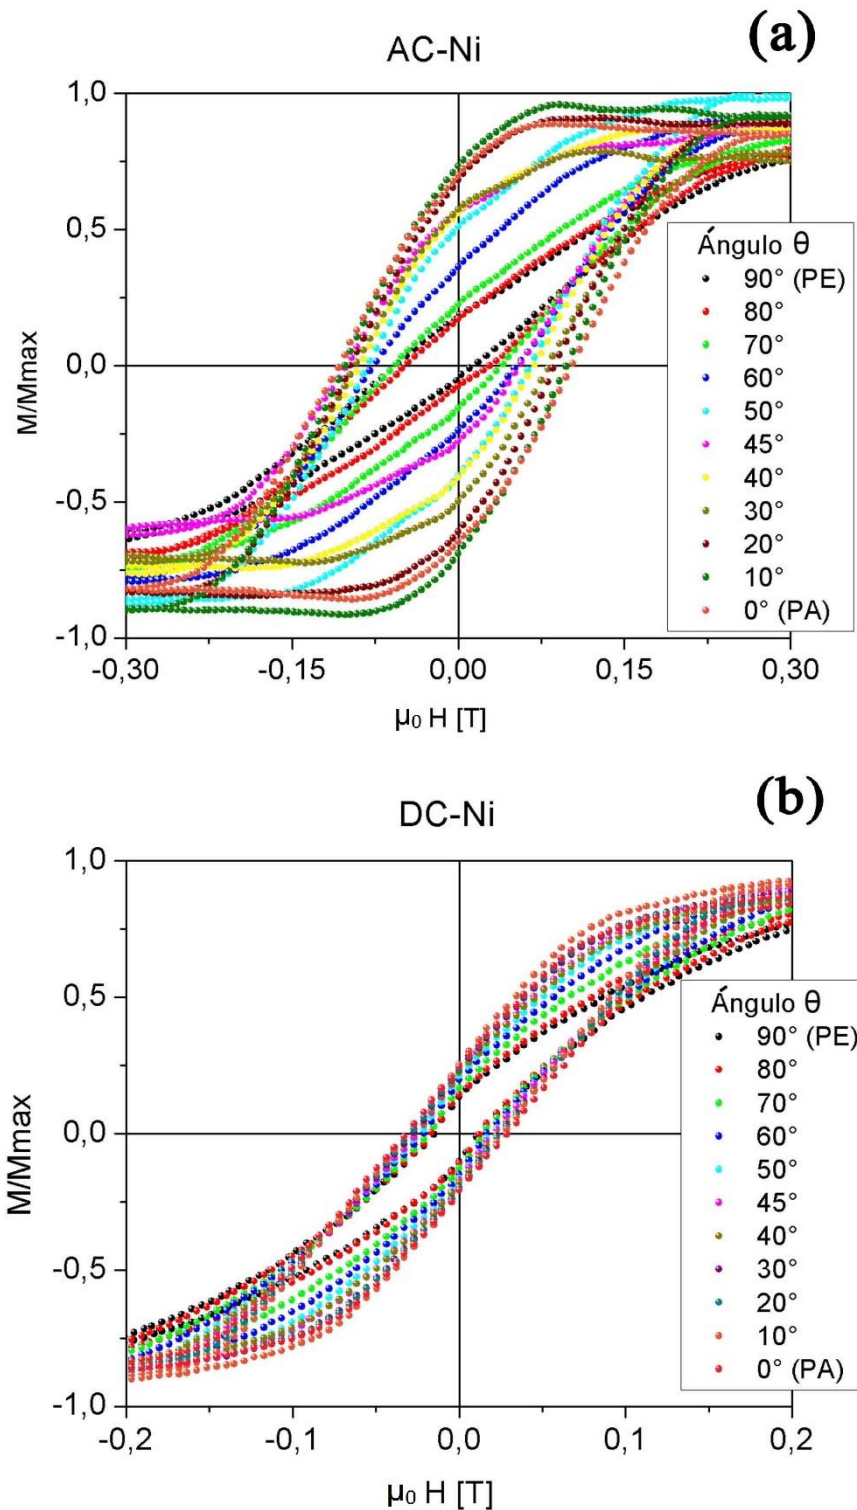 (a)
AC-Ni
1,0
0,5
0,0
-0,5
-1,0
M/Mmax
-0,30
-0,15
0,00
0,15
0,30
μ₀ H [T]
Ángulo θ
90° (PE)
80°
70°
60°
50°
45°
40°
30°
20°
10°
0° (PA)
(b)
DC-Ni
1,0
0,5
0,0
-0,5
-1,0
M/Mmax
-0,2
-0,1
0,0
0,1
0,2
μ₀ H [T]
Ángulo θ
90° (PE)
80°
70°
60°
50°
45°
40°
30°
20°
10°
0° (PA)